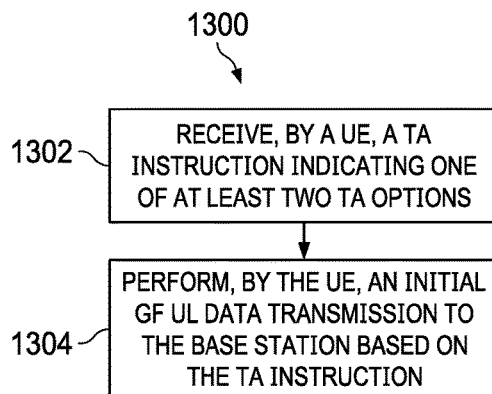 1300
1302
RECEIVE, BY A UE, A TA
INSTRUCTION INDICATING ONE
OF AT LEAST TWO TA OPTIONS
1304
PERFORM, BY THE UE, AN INITIAL
GF UL DATA TRANSMISSION TO
THE BASE STATION BASED ON
THE TA INSTRUCTION